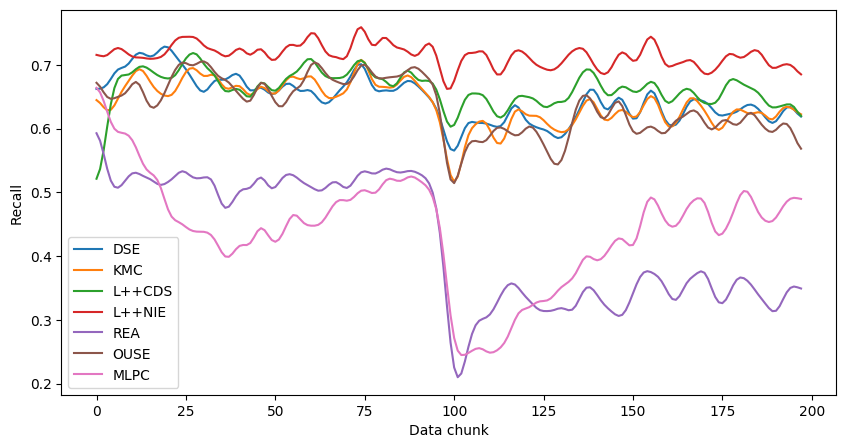 0.7
0.6
0.5
0.4
0.3
0.2
Recall
DSE
KMC
L++CDS
L++NIE
REA
OUSE
MLPC
0 25 50 75 100 125 150 175 200
Data chunk